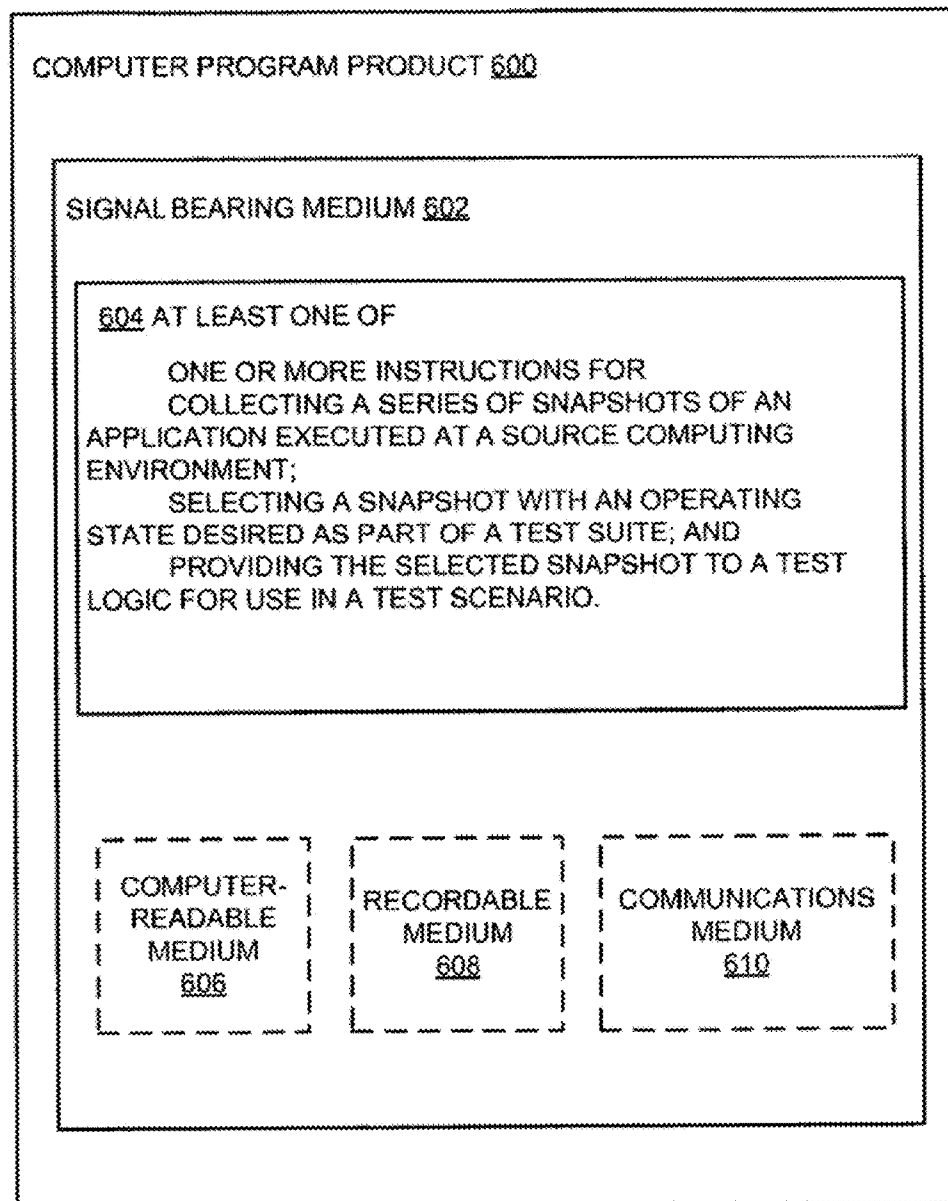 COMPUTER PROGRAM PRODUCT 600
SIGNAL BEARING MEDIUM 602
604 AT LEAST ONE OF
ONE OR MORE INSTRUCTIONS FOR
COLLECTING A SERIES OF SNAPSHOTS OF AN
APPLICATION EXECUTED AT A SOURCE COMPUTING
ENVIRONMENT;
SELECTING A SNAPSHOT WITH AN OPERATING
STATE DESIRED AS PART OF A TEST SUITE; AND
PROVIDING THE SELECTED SNAPSHOT TO A TEST
LOGIC FOR USE IN A TEST SCENARIO.
COMPUTER-
READABLE
MEDIUM
606
RECORDABLE
MEDIUM
608
COMMUNICATIONS
MEDIUM
610